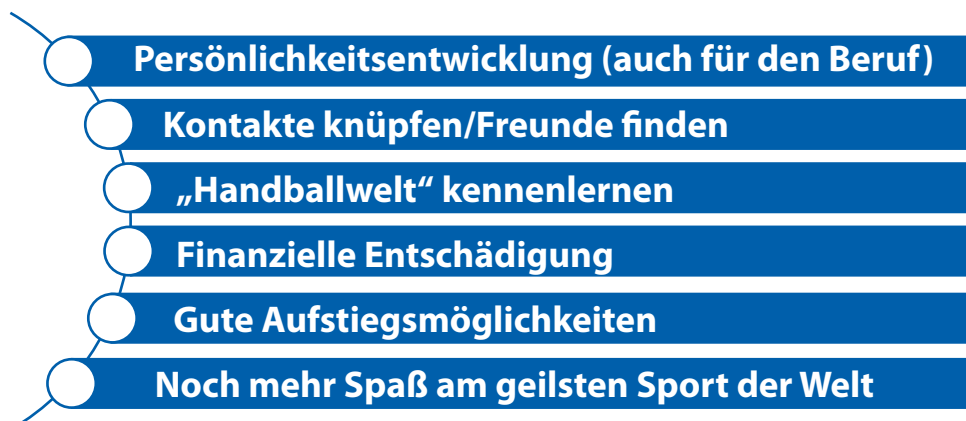 Persönlichkeitsentwicklung (auch für den Beruf)
Kontakte knüpfen/Freunde finden
„Handballwelt“ kennenlernen
Finanzielle Entschädigung
Gute Aufstiegsmöglichkeiten
Noch mehr Spaß am geilsten Sport der Welt